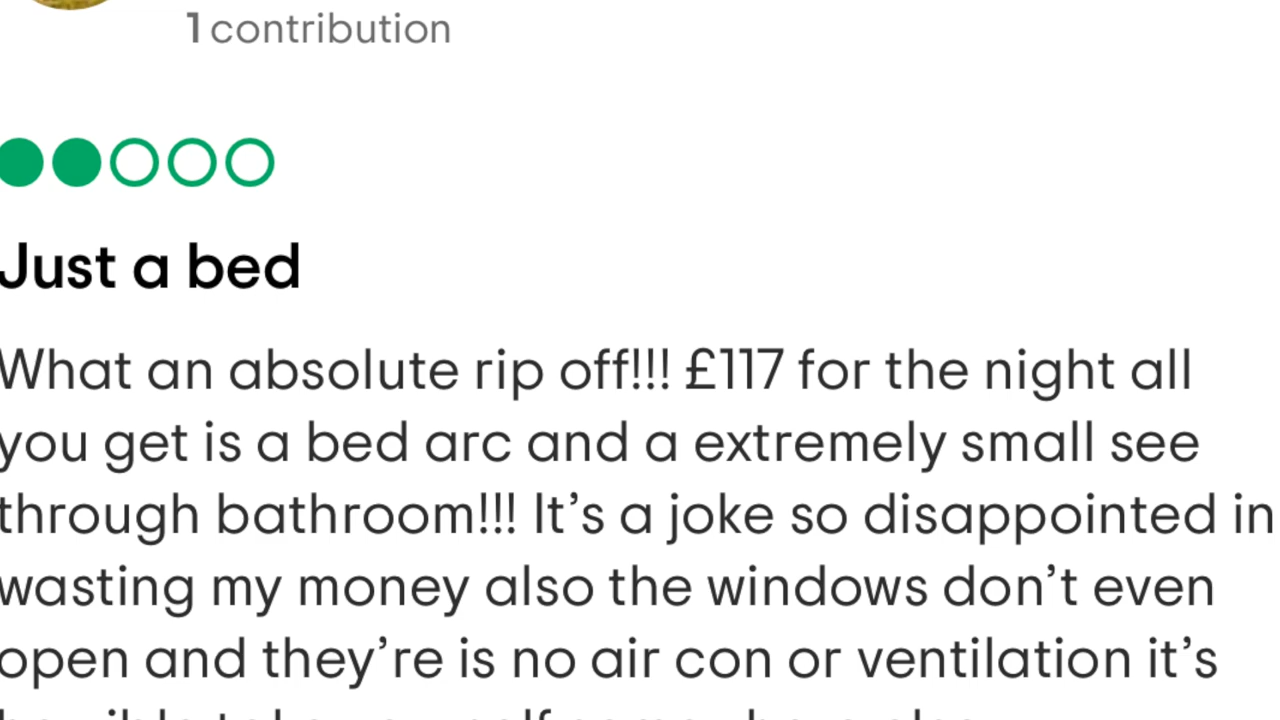 1 contribution
Just a bed
What an absolute rip off!!! £117 for the night all
you get is a bed arc and a extremely small see
through bathroom!!! It’s a joke so disappointed in
wasting my money also the windows don’t even
open and they’re is no air con or ventilation it’s